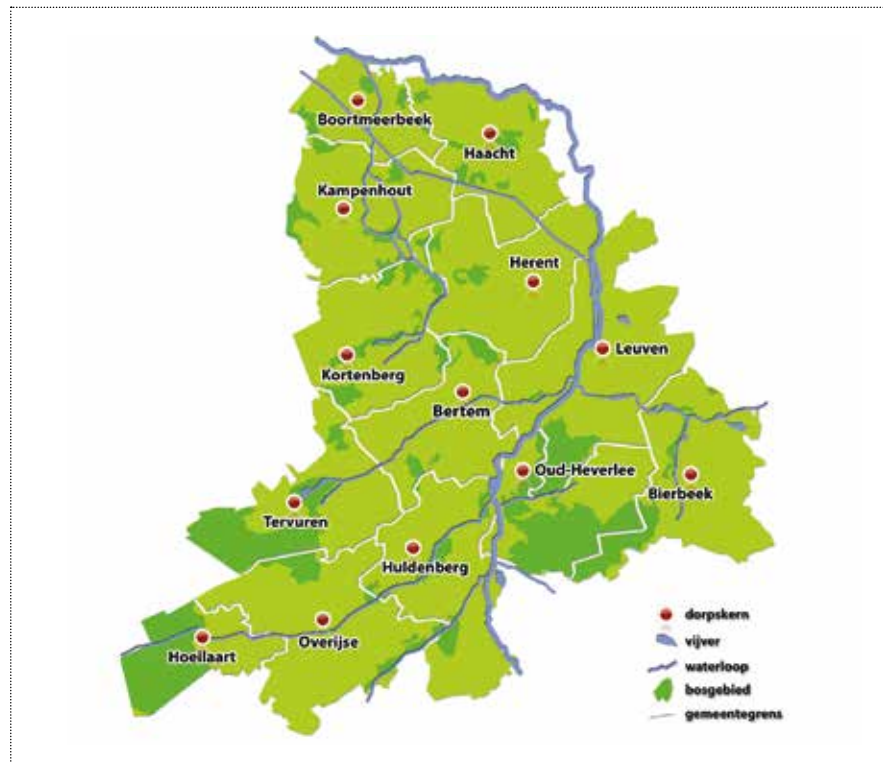 Boortmeerbeek
Haacht
Kampenhout
Herent
Leuven
Kortenberg
Bertem
Oud-Heverlee
Bierbeek
Tervuren
Huldenberg
Overijse
Hoeilaart
dorpskern
vijver
waterloop
bosgebied
gemeentegrens